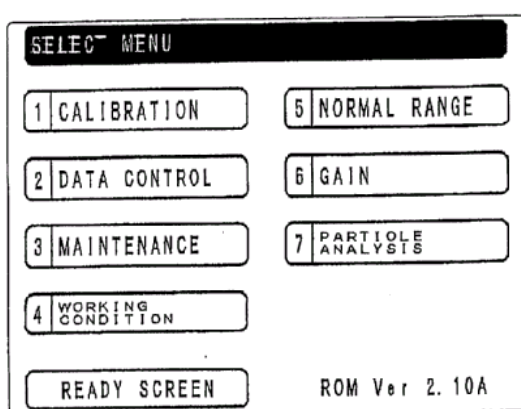 SELECT MENU
1 CALIBRATION
2 DATA CONTROL
3 MAINTENANCE
4 WORKING
CONDITION
5 NORMAL RANGE
6 GAIN
7 PARTICLE
ANALYSIS
READY SCREEN
ROM Ver 2.10A